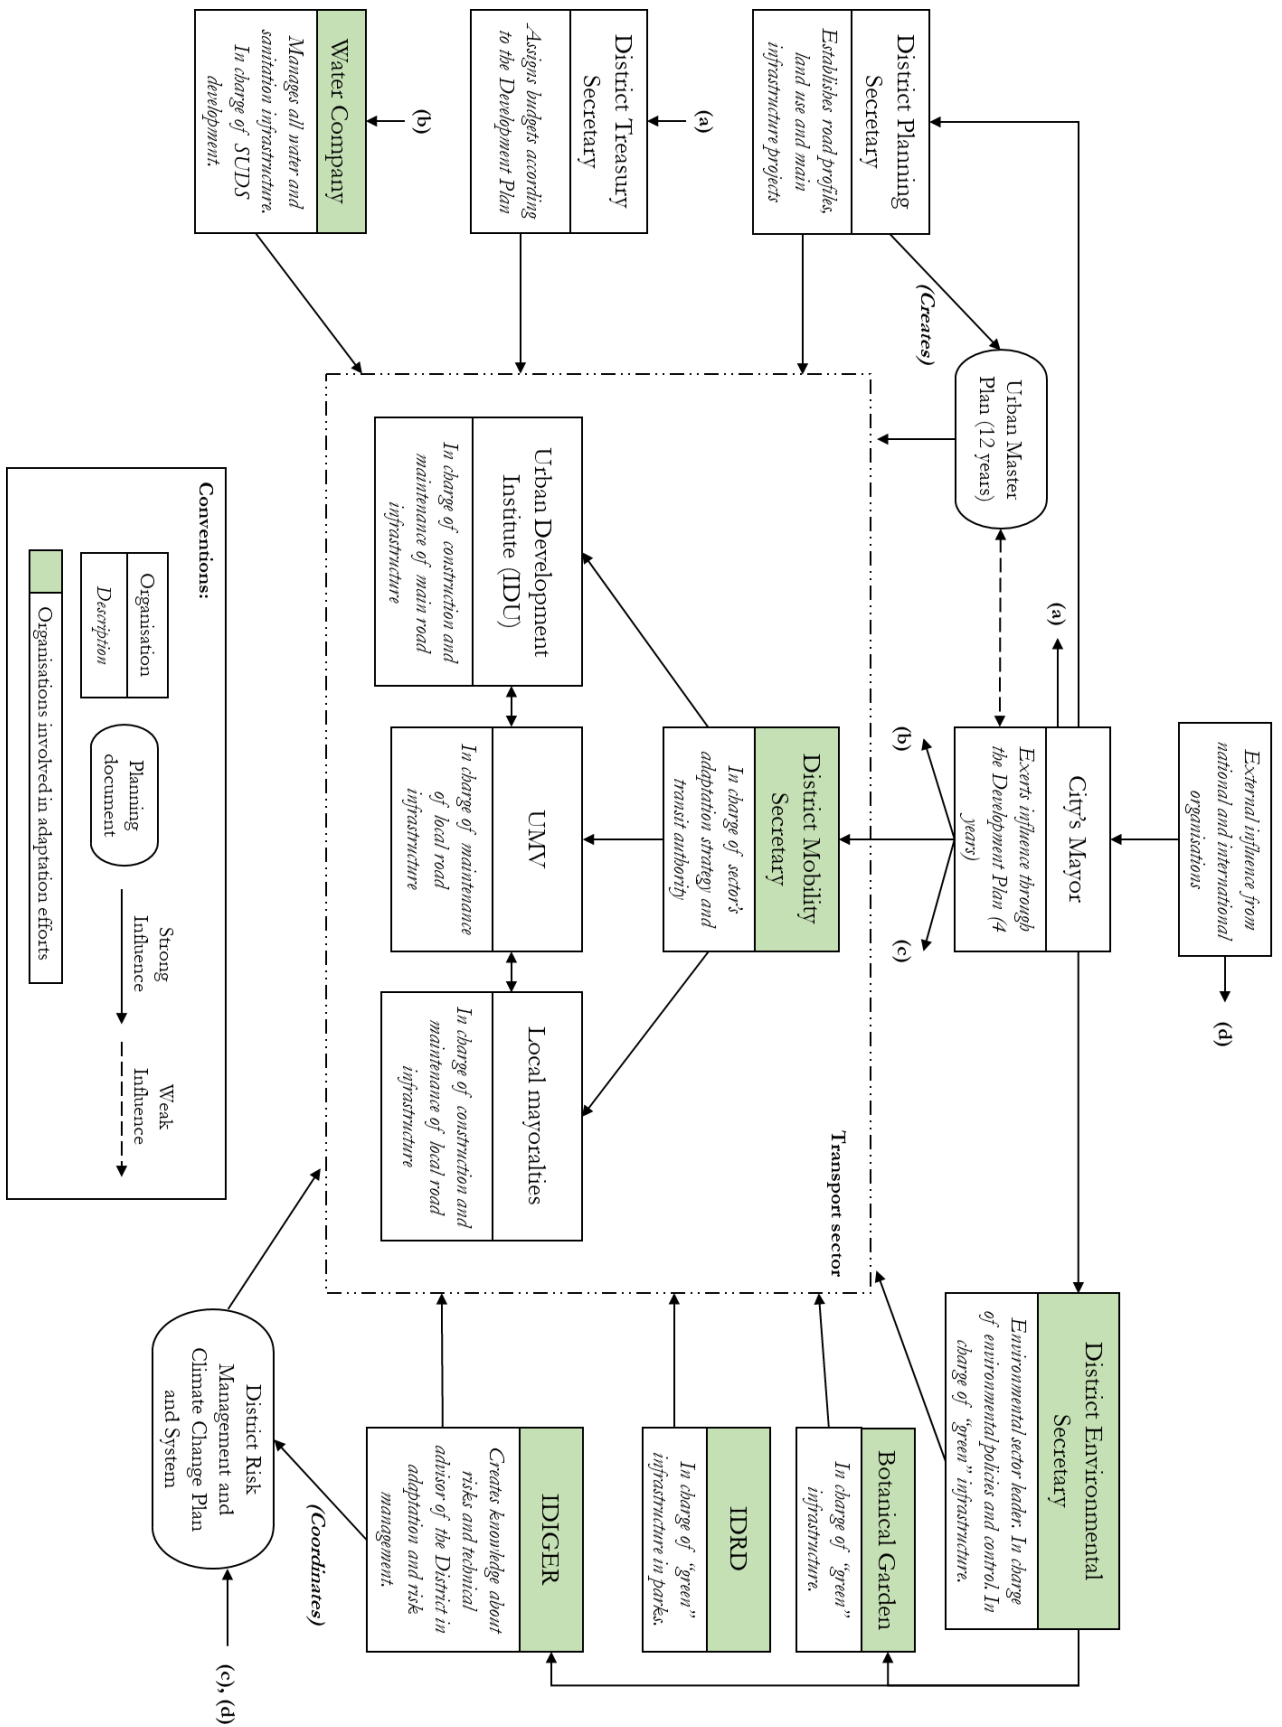 External influence from
national and international
organisations
(d)
City's Mayor
Exerts influence through
the Development Plan (4
years)
(a)
(b)
(c)
District Planning
Secretary
Establishes road profiles,
land use and main
infrastructure projects
(Creates)
Urban Master
Plan (12 years)
(a)
District Treasury
Secretary
Assigns budgets according
to the Development Plan
(b)
Water Company
Manages all water and
sanitation infrastructure.
In charge of SUDS
development.
Transport sector
District Mobility
Secretary
In charge of sector's
adaptation strategy and
transit authority
Urban Development
Institute (IDU)
In charge of construction and
maintenance of main road
infrastructure
UMV
In charge of maintenance
of local road
infrastructure
Local mayoralties
In charge of construction and
maintenance of local road
infrastructure
District Environmental
Secretary
Environmental sector leader. In charge
of environmental policies and control. In
charge of “green” infrastructure.
Botanical Garden
In charge of “green”
infrastructure.
IDRD
In charge of “green”
infrastructure in parks.
IDIGER
Creates knowledge about
risks and technical
advisor of the District in
adaptation and risk
management.
(Coordinates)
District Risk
Management and
Climate Change Plan
and System
(c), (d)
Conventions:
Organisation
Description
Planning
document
Strong
Influence
Weak
Influence
Organisations involved in adaptation efforts